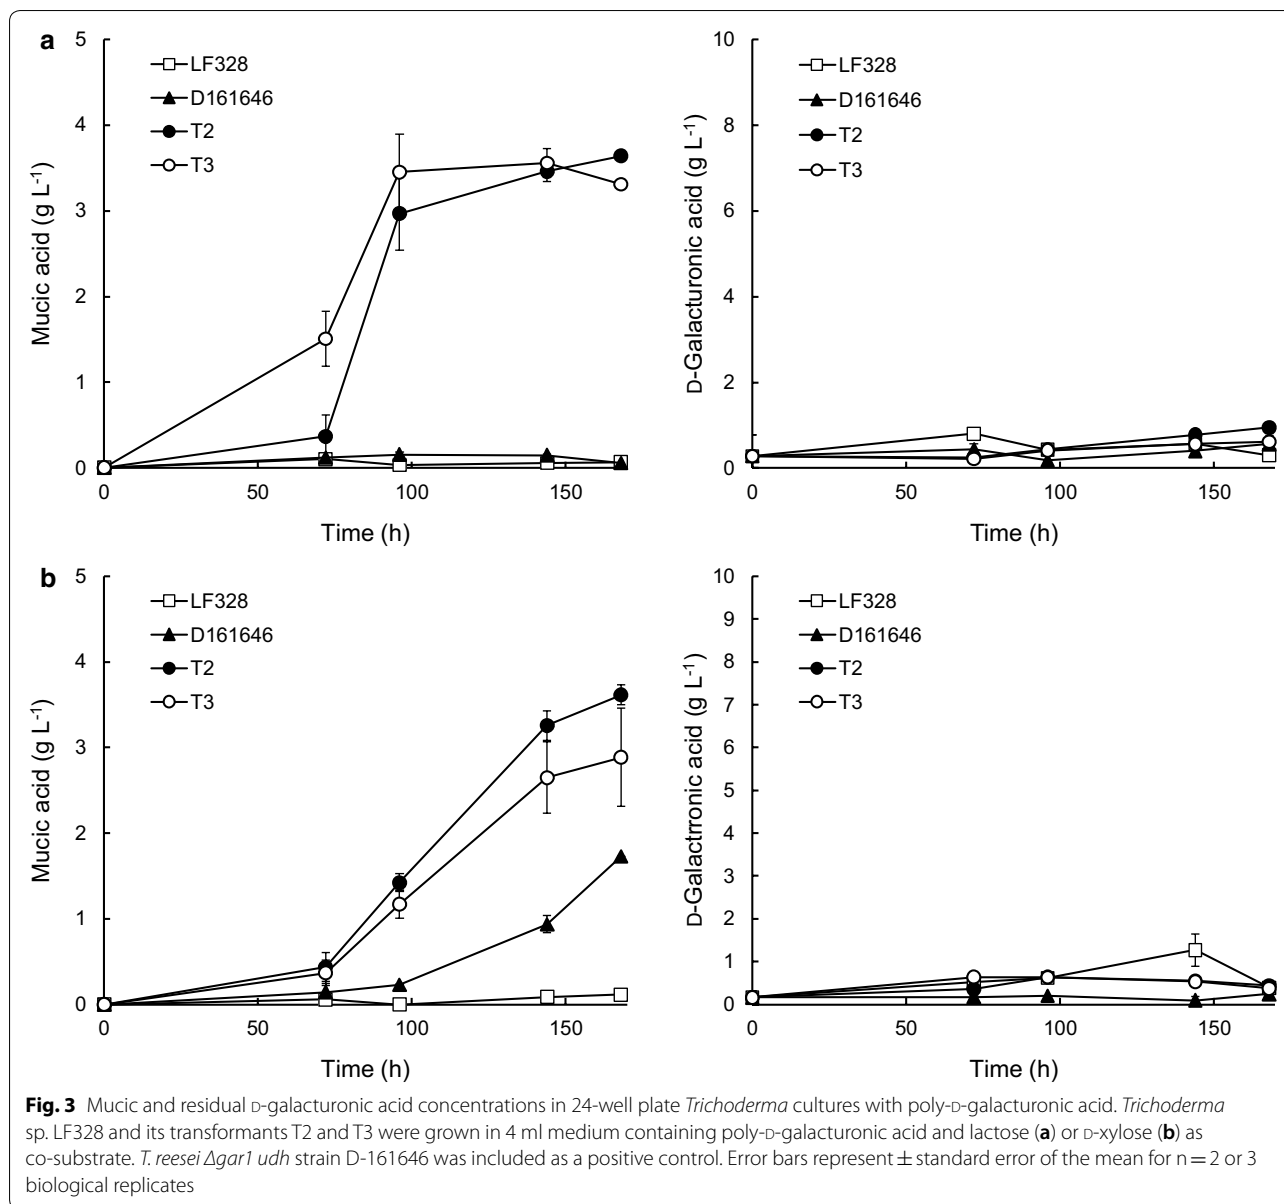 a
5
4
3
2
1
0
Mucic acid (g L-1)
LF328
D161646
T2
T3
0 50 100 150
Time (h)
10
8
6
4
2
0
D-Galacturonic acid (g L-1)
LF328
D161646
T2
T3
0 50 100 150
Time (h)
b
5
4
3
2
1
0
Mucic acid (g L-1)
LF328
D161646
T2
T3
0 50 100 150
Time (h)
10
9
8
7
6
5
4
3
2
1
0
D-Galactrronic acid (g L-1)
LF328
D161646
T2
T3
0 50 100 150
Time (h)
Fig. 3 Mucic and residual D-galacturonic acid concentrations in 24-well plate Trichoderma cultures with poly-D-galacturonic acid. Trichoderma
sp. LF328 and its transformants T2 and T3 were grown in 4 ml medium containing poly-D-galacturonic acid and lactose (a) or D-xylose (b) as
co-substrate. T. reesei Δgar1 udh strain D-161646 was included as a positive control. Error bars represent ± standard error of the mean for n = 2 or 3
biological replicates